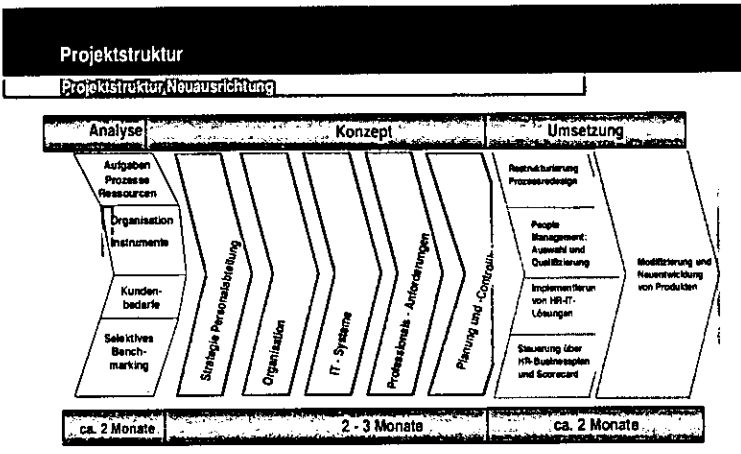 Projektstruktur
Projektstruktur Neuausrichtung
Analyse
Konzept
Umsetzung
Aufgaben
Prozesse
Ressourcen
Organisation
Instrumente
Kunden-
bedarfe
Selektives
Bench-
marking
Strategie Personalabteilung
Organisation
IT - Systeme
Professionals - Anforderungen
Planung und -Controlli
Restrukturierung
Prozessredesign
People
Management:
Auswahl und
Qualifizierung
Implementierun
von HR-IT-
Lösungen
Steuerung über
HR-Businessplan
und Scorecard
Modifizierung und
Neuentwicklung
von Produkten
ca. 2 Monate
2 - 3 Monate
ca. 2 Monate